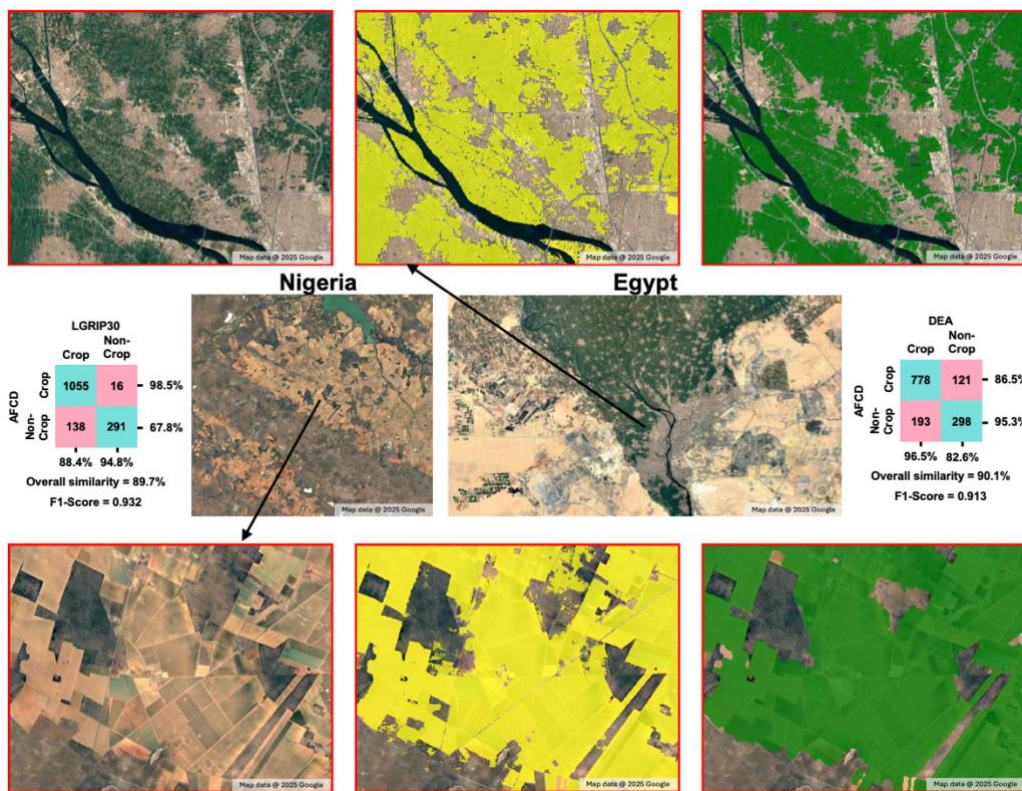 Map data @ 2025 Google
Map data @ 2025 Google
Map data @ 2025 Google
Nigeria
Egypt
LGRIP30
Crop
Non-
Crop
AFCD
Crop
1055
16
98.5%
Non-
Crop
138
291
67.8%
88.4%
94.8%
Overall similarity = 89.7%
F1-Score = 0.932
Map data @ 2025 Google
Map data @ 2025 Google
DEA
Crop
Non-
Crop
AFCD
Crop
778
121
86.5%
Non-
Crop
193
298
95.3%
96.5%
82.6%
Overall similarity = 90.1%
F1-Score = 0.913
Map data @ 2025 Google
Map data @ 2025 Google
Map data @ 2025 Google